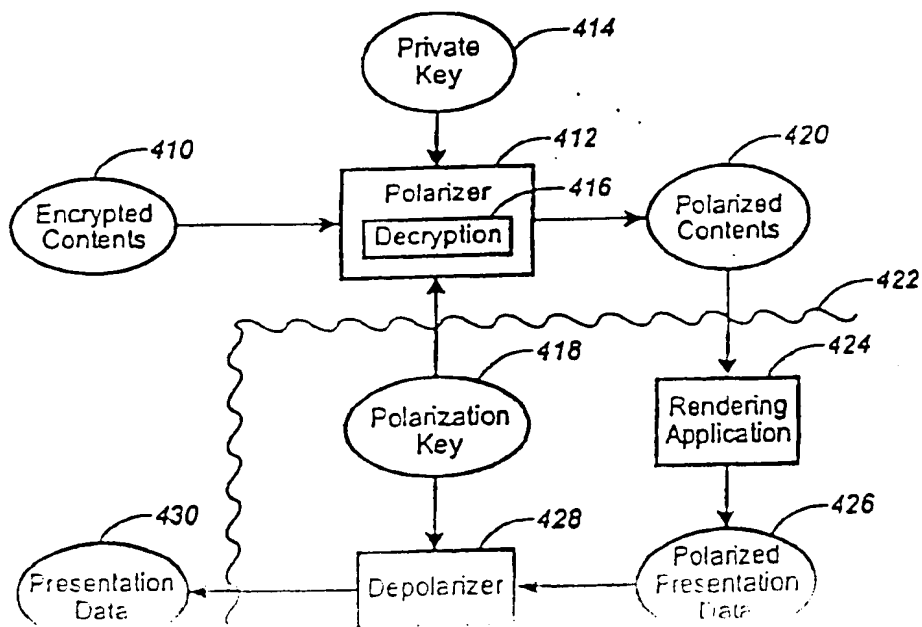 Private
Key
414
410
412
420
Encrypted
Contents
Polarizer
416
Decryption
Polarized
Contents
422
418
424
Polarization
Key
Rendering
Application
430
428
426
Presentation
Data
Depolarizer
Polarized
Presentation
Data